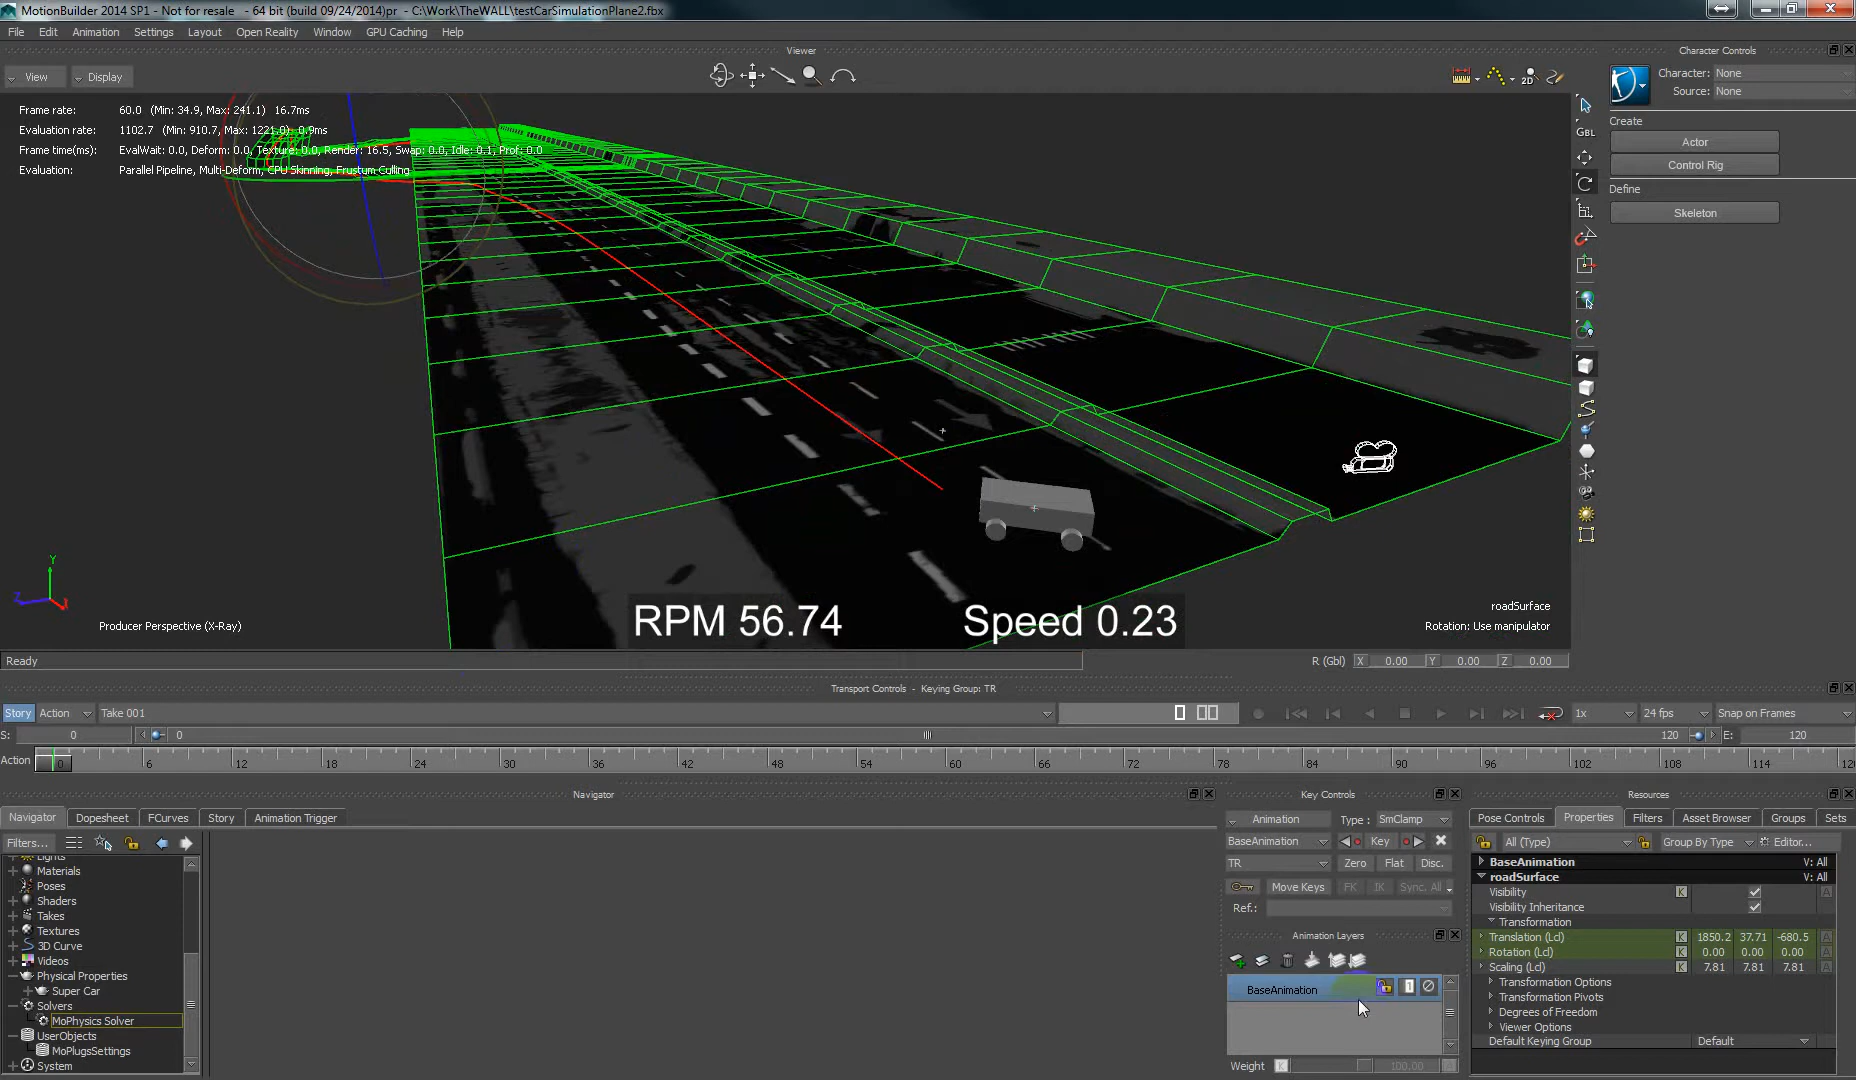 MotionBuilder 2014 SP1 - Not for resale - 64 bit (build 09/24/2014)pr - C:\Work\TheWALL\testCarSimulationPlane2.fbx
File Edit Animation Settings Layout Open Reality Window GPU Caching Help
Viewer
Character Controls
View Display
2D
Character: None
Source: None
Frame rate: 60.0 (Min: 34.9, Max: 241.1) 16.7ms
Evaluation rate: 1102.7 (Min: 910.7, Max: 1221.0) 0.9ms
Frame time(ms): EvalWait: 0.0, Deform: 0.0, Texture: 0.0, Render: 16.5, Swap: 0.0, Idle: 0.1, Prof: 0.0
Evaluation: Parallel Pipeline, Multi-Deform, CPU Skinning, Frustum Culling
GBL
Create
Actor
Control Rig
Define
Skeleton
Y
Z
X
Producer Perspective (X-Ray)
RPM 56.74 Speed 0.23
roadSurface
Rotation: Use manipulator
Ready
R (Gbl) X 0.00 Y 0.00 Z 0.00
Transport Controls - Keying Group: TR
Story Action Take 001 1x 24 fps Snap on Frames
S: 0 0 120 E: 120
Action 0 6 12 18 24 30 36 42 48 54 60 66 72 78 84 90 96 102 108 114 120
Navigator
Navigator Dopesheet FCurves Story Animation Trigger
Filters...
Lights
Materials
Poses
Shaders
Takes
Textures
3D Curve
Videos
Physical Properties
Super Car
Solvers
MoPhysics Solver
UserObjects
MoPlugsSettings
System
Key Controls
Animation Type : SmClamp
BaseAnimation Key
TR Zero Flat Disc.
Move Keys FK IK Sync. All
Ref.:
Animation Layers
BaseAnimation 1
Weight K 100.00 A
Resources
Pose Controls Properties Filters Asset Browser Groups Sets
All (Type) Group By Type Editor...
BaseAnimation V: All
roadSurface V: All
Visibility K A
Visibility Inheritance
Transformation
Translation (Lcl) K 1850.2 37.71 -680.5 A
Rotation (Lcl) K 0.00 0.00 0.00 A
Scaling (Lcl) K 7.81 7.81 7.81 A
Transformation Options
Transformation Pivots
Degrees of Freedom
Viewer Options
Default Keying Group Default